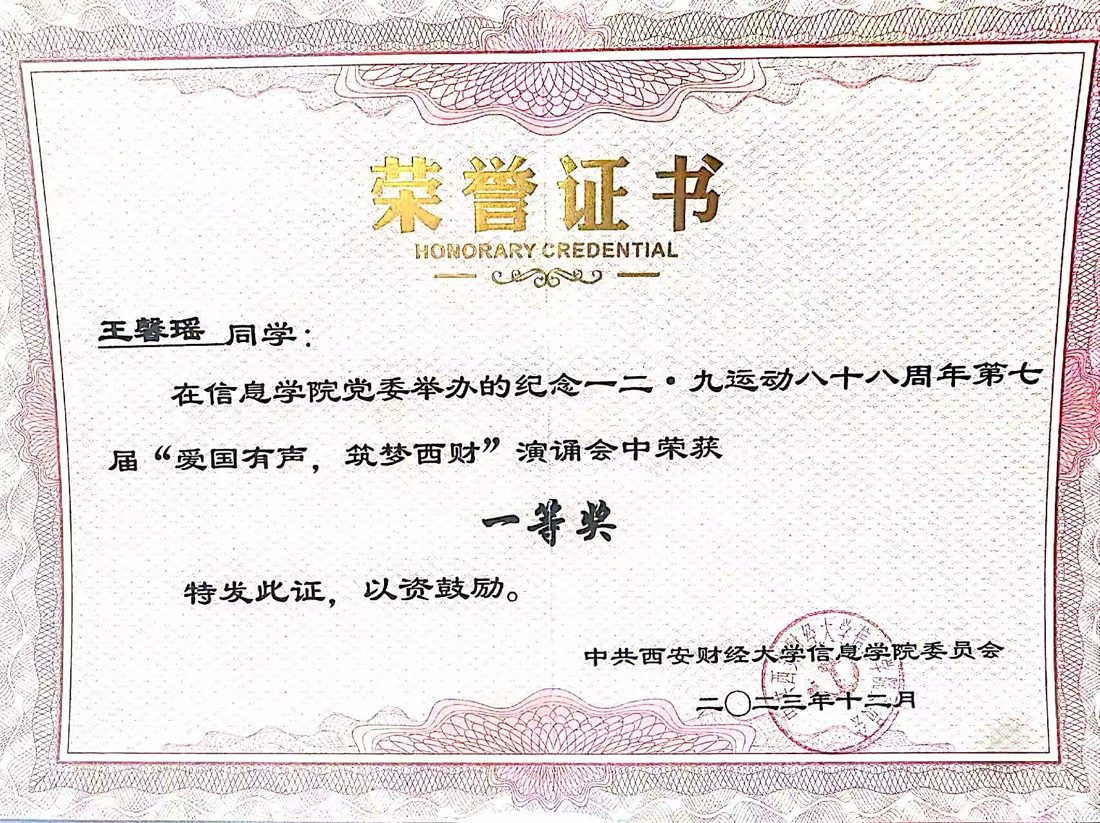 荣誉证书
HONORARY CREDENTIAL
王馨瑶 同学：
在信息学院党委举办的纪念一二·九运动八十八周年第七
届“爱国有声，筑梦西财”演诵会中荣获
一等奖
特发此证，以资鼓励。
中共西安财经大学信息学院委员会
二〇二三年十二月